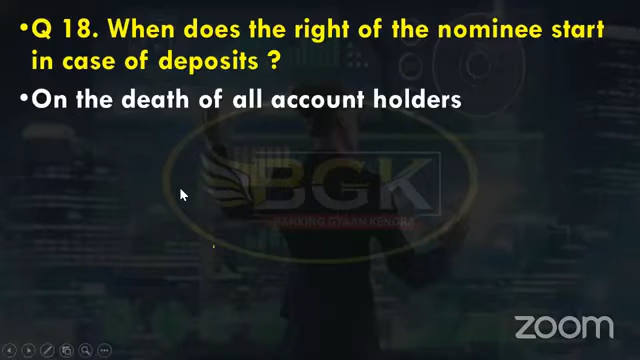 •Q 18. When does the right of the nominee start
in case of deposits ?
•On the death of all account holders
BGK
BANKING GYAAN KENDRA
zoom